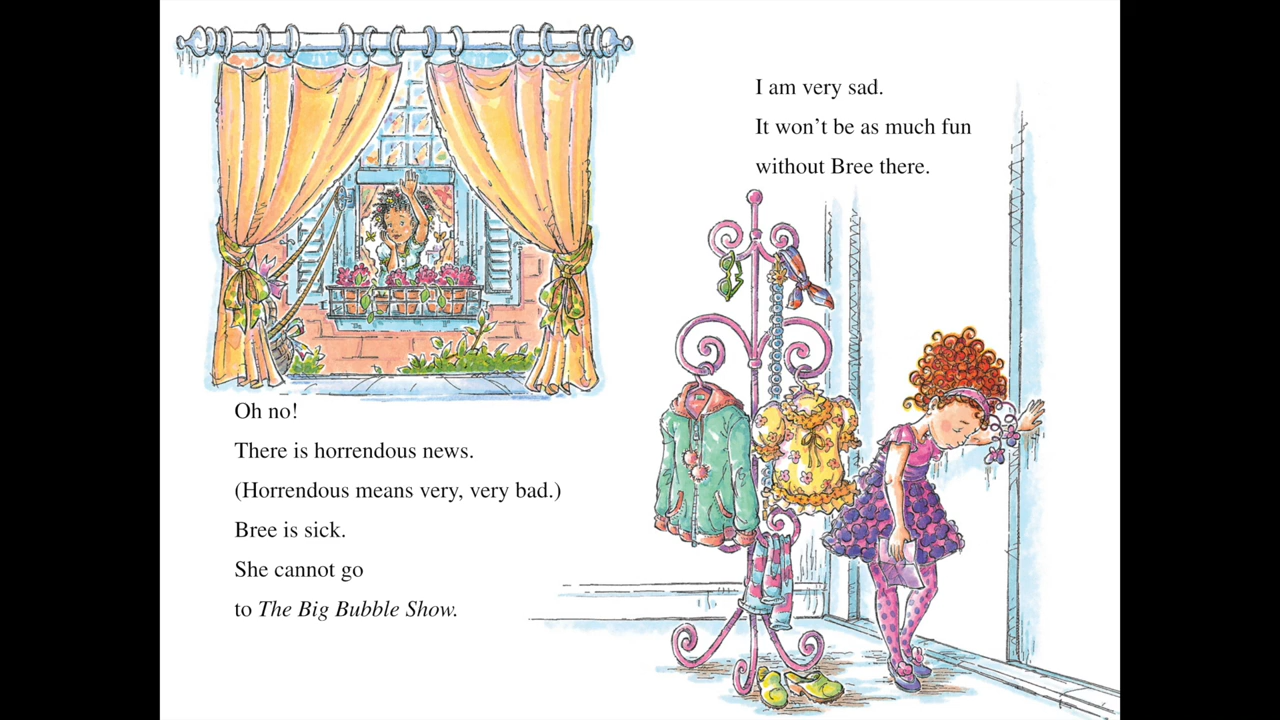 Oh no!
There is horrendous news.
(Horrendous means very, very bad.)
Bree is sick.
She cannot go
to The Big Bubble Show.
I am very sad.
It won’t be as much fun
without Bree there.